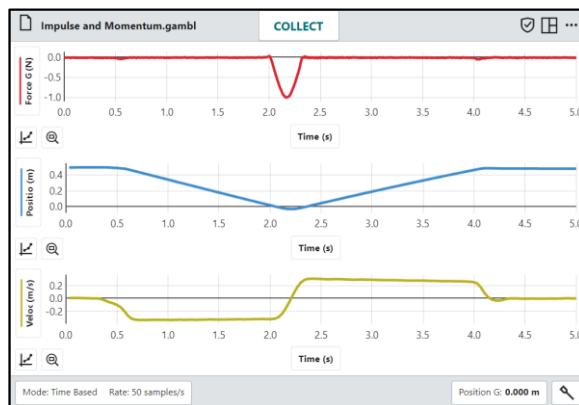 Impulse and Momentum.gambl
COLLECT
...
Force G (N)
0.0
-0.5
-1.0
0.0 0.5 1.0 1.5 2.0 2.5 3.0 3.5 4.0 4.5 5.0
Time (s)
Positio (m)
0.4
0.2
0.0
0.5 1.0 1.5 2.0 2.5 3.0 3.5 4.0 4.5 5.0
Time (s)
Veloc (m/s)
0.2
0.0
-0.2
0.5 1.0 1.5 2.0 2.5 3.0 3.5 4.0 4.5 5.0
Time (s)
Mode: Time Based Rate: 50 samples/s
Position G: 0.000 m